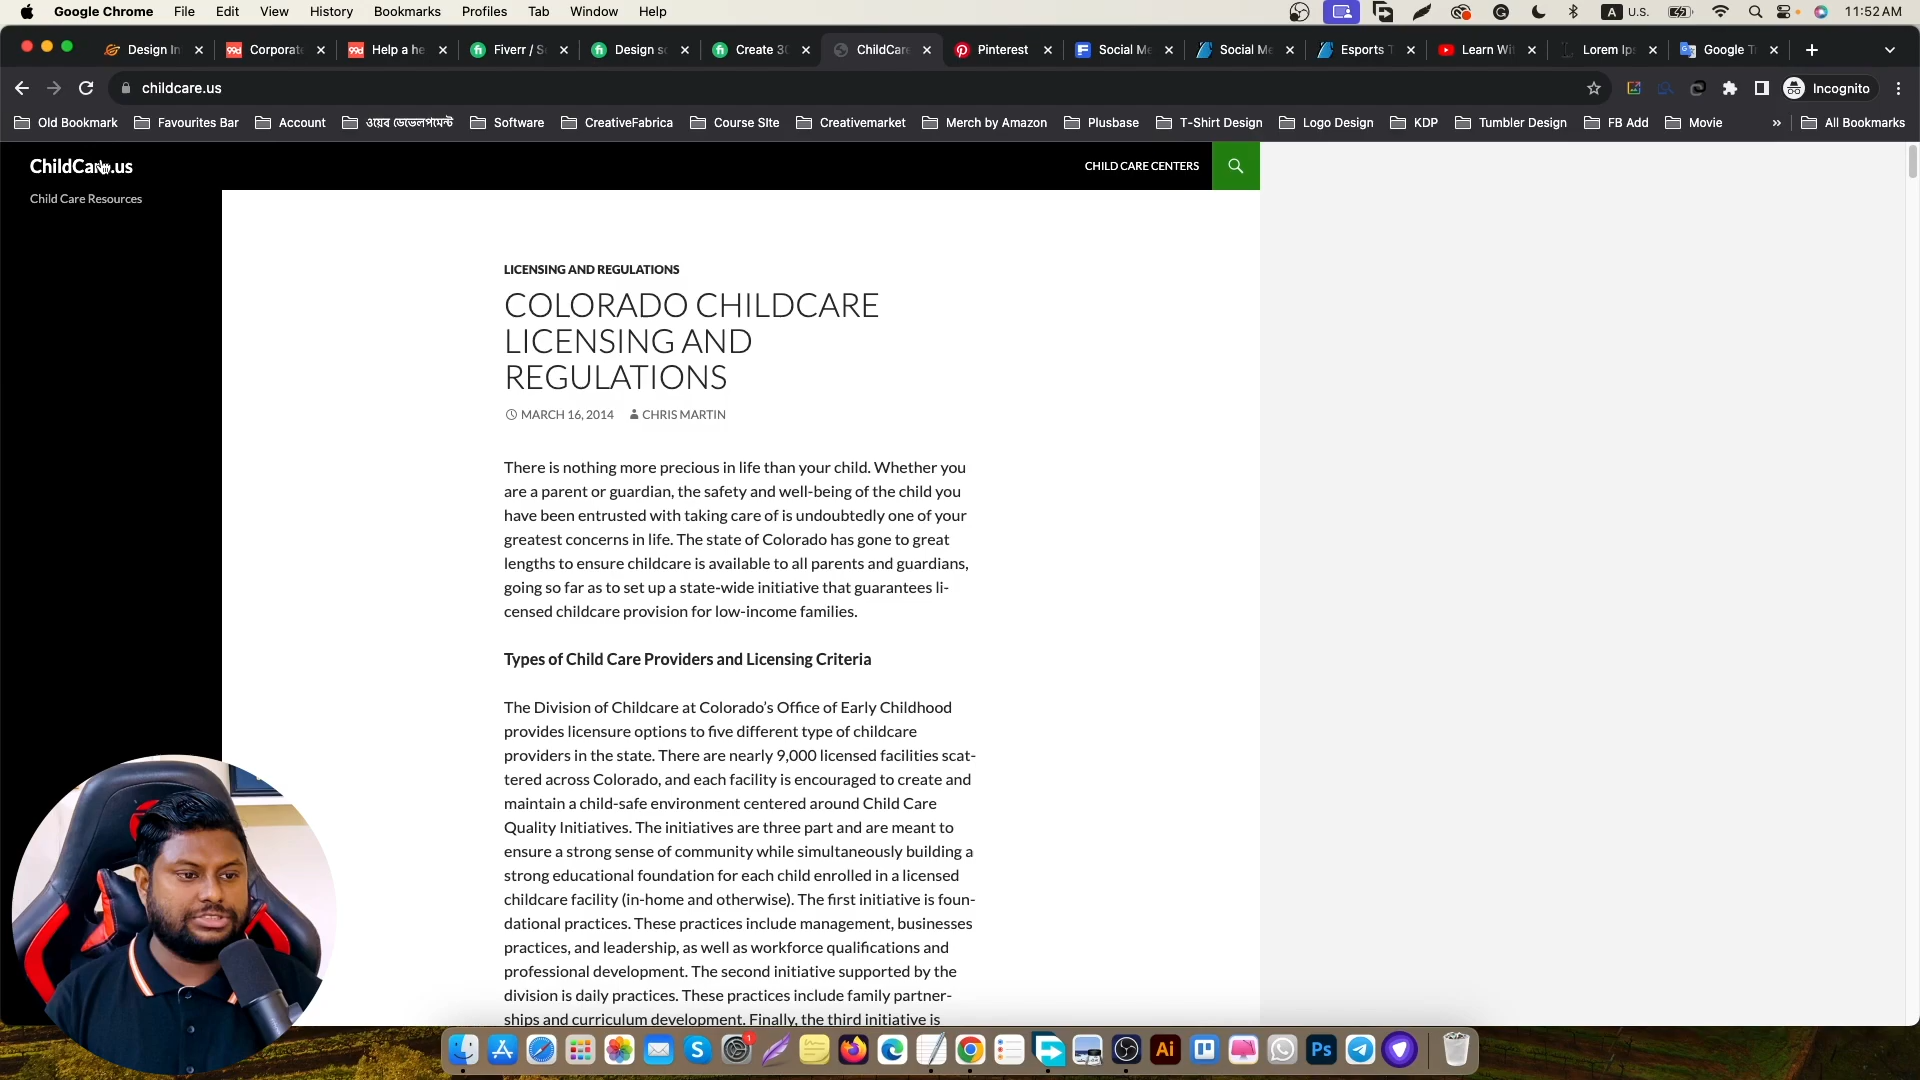 Google Chrome File Edit View History Bookmarks Profiles Tab Window Help
A U.S. 11:52 AM
Design In 99d Corporate 99d Help a he fi Fiverr / S fi Design sc fi Create 30 ChildCare Pinterest Social Me Social Me Esports T Learn Wit Lorem Ips Google Tr
childcare.us Incognito
Old Bookmark Favourites Bar Account ওয়েব ডেভেলপমেন্ট Software CreativeFabrica Course SIte Creativemarket Merch by Amazon Plusbase T-Shirt Design Logo Design KDP Tumbler Design FB Add Movie » All Bookmarks
ChildCare.us
CHILD CARE CENTERS
Child Care Resources
LICENSING AND REGULATIONS
COLORADO CHILDCARE
LICENSING AND
REGULATIONS
MARCH 16, 2014 CHRIS MARTIN
There is nothing more precious in life than your child. Whether you
are a parent or guardian, the safety and well-being of the child you
have been entrusted with taking care of is undoubtedly one of your
greatest concerns in life. The state of Colorado has gone to great
lengths to ensure childcare is available to all parents and guardians,
going so far as to set up a state-wide initiative that guarantees li-
censed childcare provision for low-income families.
Types of Child Care Providers and Licensing Criteria
The Division of Childcare at Colorado's Office of Early Childhood
provides licensure options to five different type of childcare
providers in the state. There are nearly 9,000 licensed facilities scat-
tered across Colorado, and each facility is encouraged to create and
maintain a child-safe environment centered around Child Care
Quality Initiatives. The initiatives are three part and are meant to
ensure a strong sense of community while simultaneously building a
strong educational foundation for each child enrolled in a licensed
childcare facility (in-home and otherwise). The first initiative is foun-
dational practices. These practices include management, businesses
practices, and leadership, as well as workforce qualifications and
professional development. The second initiative supported by the
division is daily practices. These practices include family partner-
ships and curriculum development. Finally, the third initiative is
S 1 Ai Ps